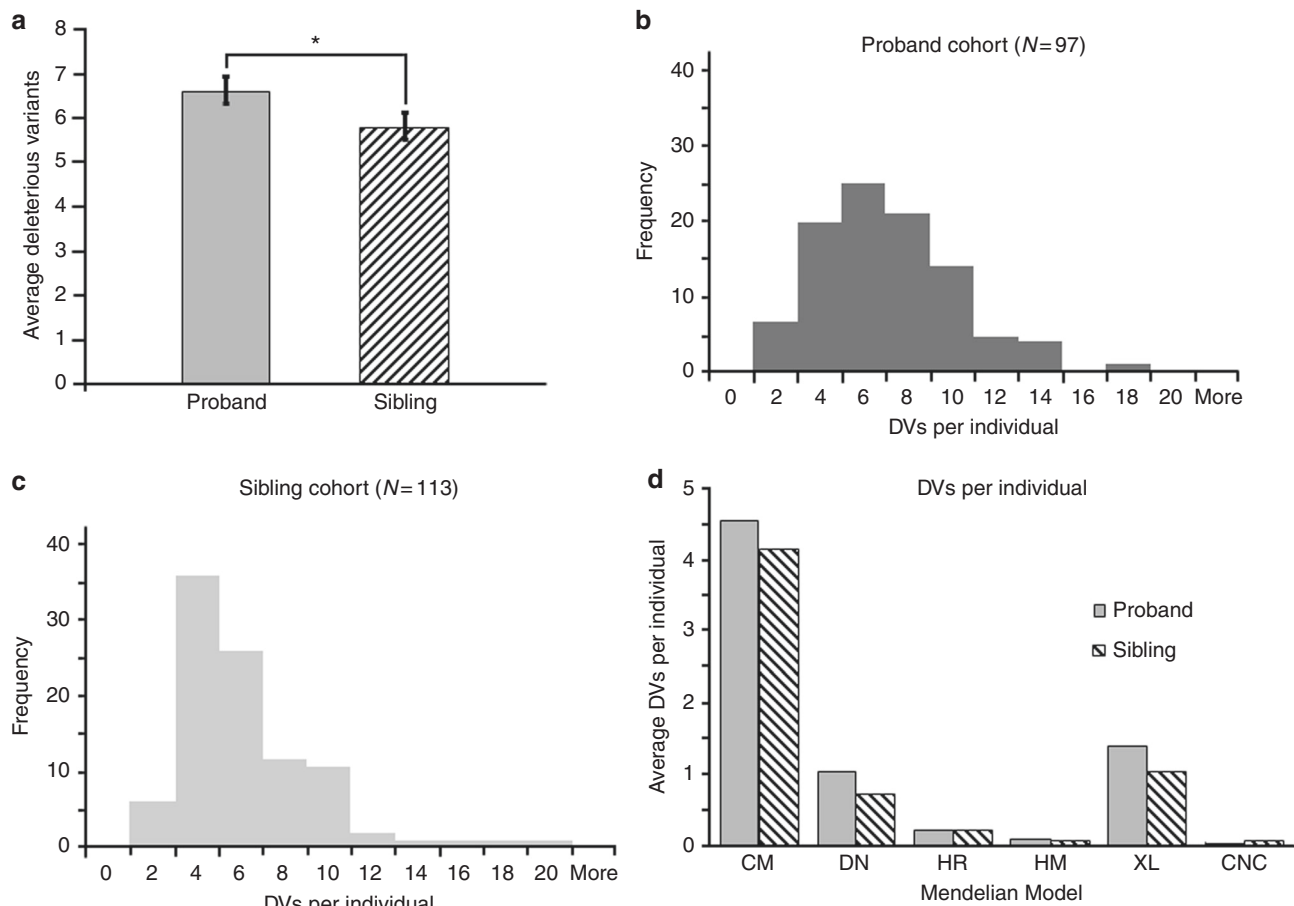 a
8
7
6
5
4
3
2
1
0
Average deleterious variants
*
Proband Sibling
b
Proband cohort (N=97)
40
30
20
10
0
Frequency
0 2 4 6 8 10 12 14 16 18 20 More
DVs per individual
c
Sibling cohort (N=113)
40
30
20
10
0
Frequency
0 2 4 6 8 10 12 14 16 18 20 More
DVs per individual
d
DVs per individual
5
4
3
2
1
0
Average DVs per individual
Proband
Sibling
CM DN HR HM XL CNC
Mendelian Model